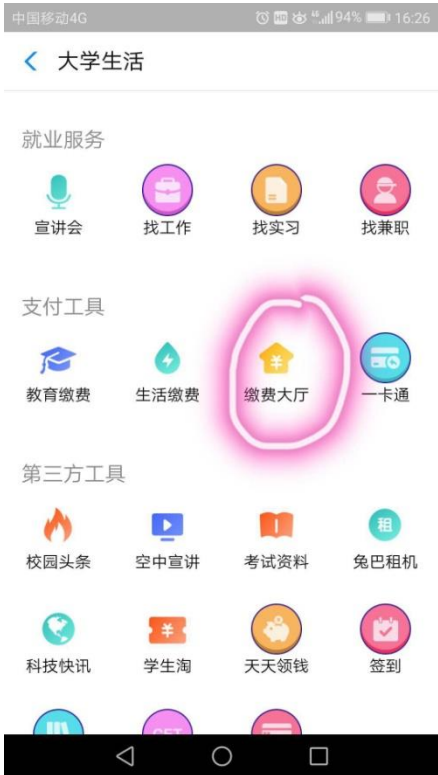 中国移动4G HD 46 94% 16:26
大学生活
就业服务
宣讲会 找工作 找实习 找兼职
支付工具
¥
教育缴费 生活缴费 缴费大厅 一卡通
第三方工具
租
校园头条 空中宣讲 考试资料 兔巴租机
¥
科技快讯 学生淘 天天领钱 签到